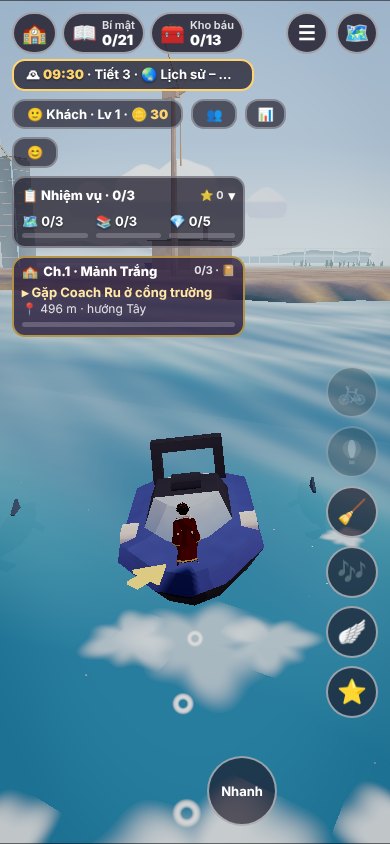 Bí mật
0/21
Kho báu
0/13
09:30 · Tiết 3 · Lịch sử – ...
Khách · Lv 1 · 30
Nhiệm vụ · 0/3
0 ▾
0/3
0/3
0/5
Ch.1 · Mảnh Trắng
0/3 ·
▸ Gặp Coach Ru ở cổng trường
496 m · hướng Tây
Nhanh